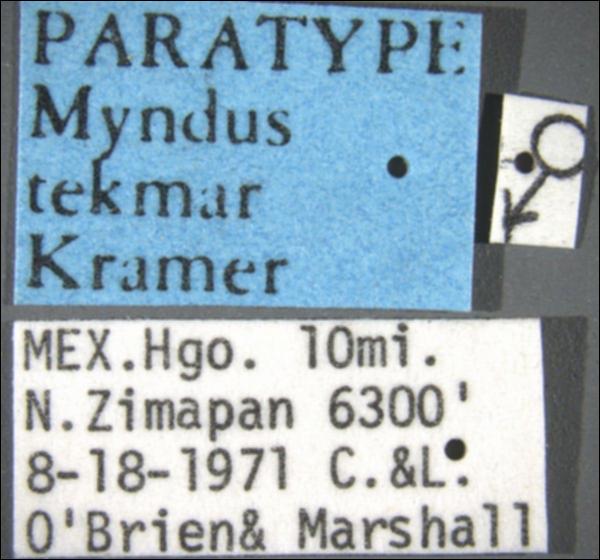 PARATYPE
Myndus
tekmar
Kramer
♂
MEX.Hgo. 10mi.
N.Zimapan 6300'
8-18-1971 C.&L.
O'Brien& Marshall